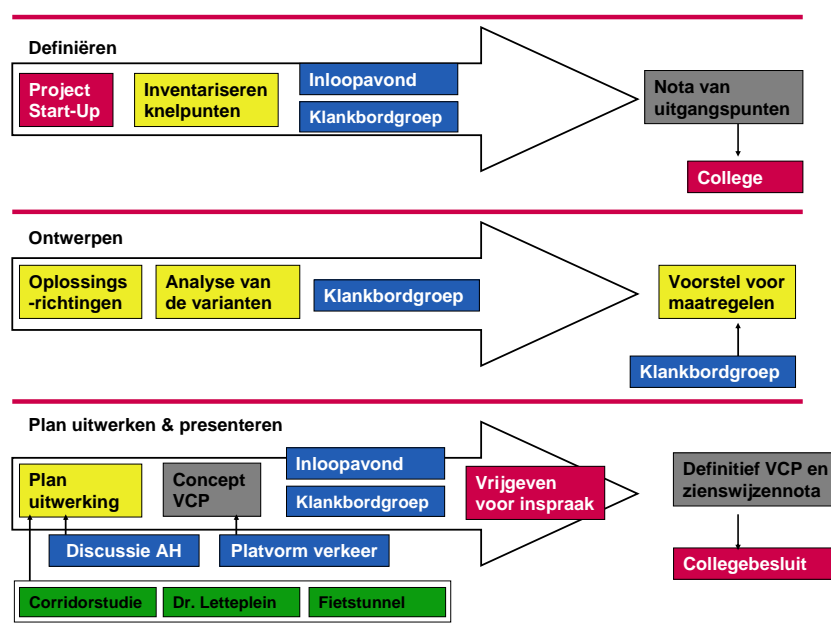 Definiëren
Project
Start-Up
Inventariseren
knelpunten
Inloopavond
Klankbordgroep
Nota van
uitgangspunten
College
Ontwerpen
Oplossings
-richtingen
Analyse van
de varianten
Klankbordgroep
Voorstel voor
maatregelen
Klankbordgroep
Plan uitwerken & presenteren
Plan
uitwerking
Concept
VCP
Inloopavond
Klankbordgroep
Vrijgeven
voor inspraak
Definitief VCP en
zienswijzennota
Discussie AH
Platvorm verkeer
Collegebesluit
Corridorstudie
Dr. Letteplein
Fietstunnel